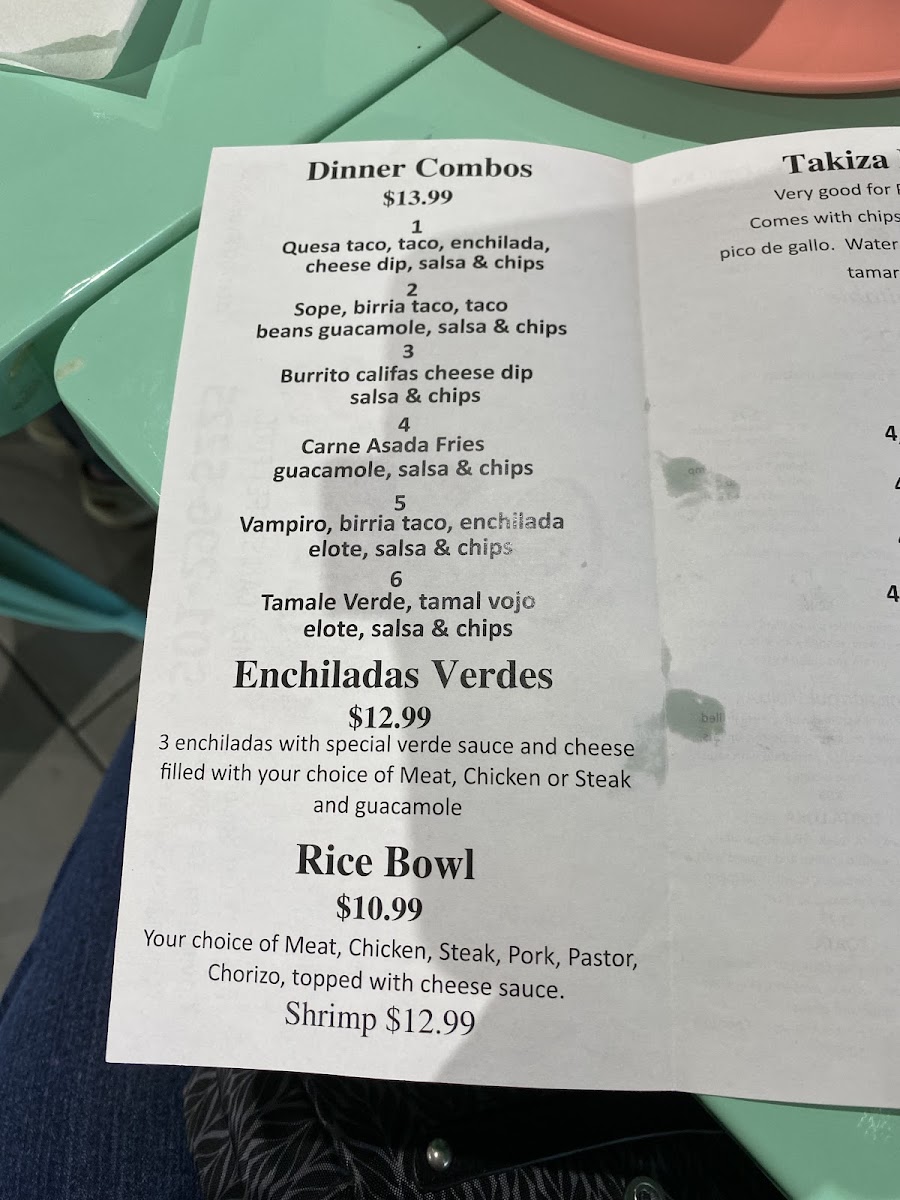 Dinner Combos
$13.99
1
Quesa taco, taco, enchilada,
cheese dip, salsa & chips
2
Sope, birria taco, taco
beans guacamole, salsa & chips
3
Burrito califas cheese dip
salsa & chips
4
Carne Asada Fries
guacamole, salsa & chips
5
Vampiro, birria taco, enchilada
elote, salsa & chips
6
Tamale Verde, tamal vojo
elote, salsa & chips
Enchiladas Verdes
$12.99
3 enchiladas with special verde sauce and cheese
filled with your choice of Meat, Chicken or Steak
and guacamole
Rice Bowl
$10.99
Your choice of Meat, Chicken, Steak, Pork, Pastor,
Chorizo, topped with cheese sauce.
Shrimp $12.99
Takiza
Very good for
Comes with chips
pico de gallo. Water
tamar
4
4